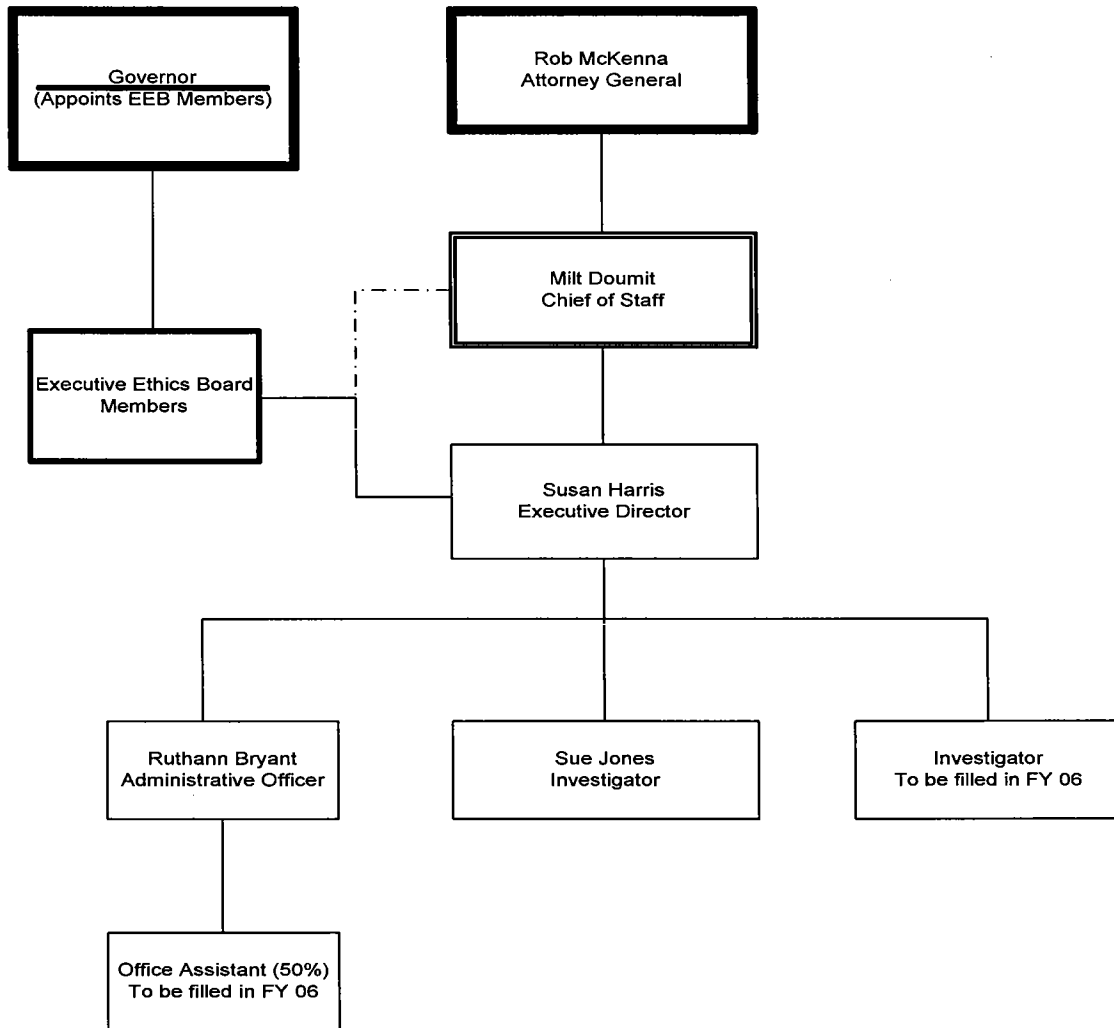 Governor
(Appoints EEB Members)
Rob McKenna
Attorney General
Milt Doumit
Chief of Staff
Executive Ethics Board
Members
Susan Harris
Executive Director
Ruthann Bryant
Administrative Officer
Sue Jones
Investigator
Investigator
To be filled in FY 06
Office Assistant (50%)
To be filled in FY 06